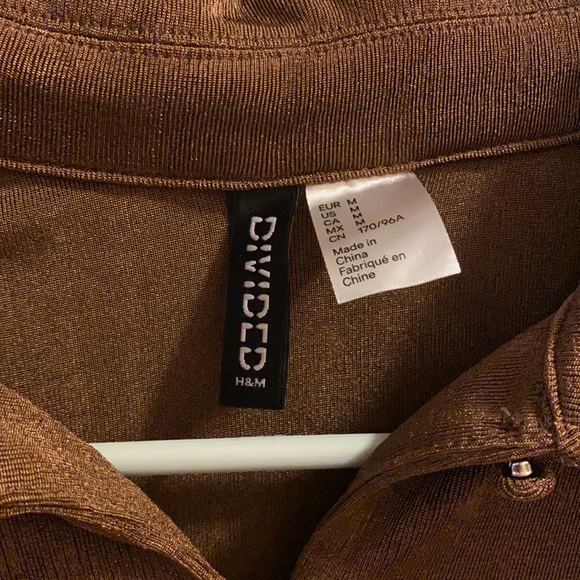 DIVIDED
H&M
EUR M
US M
CA M
MX M
CN 170/96A
Made in
China
Fabriqué en
Chine